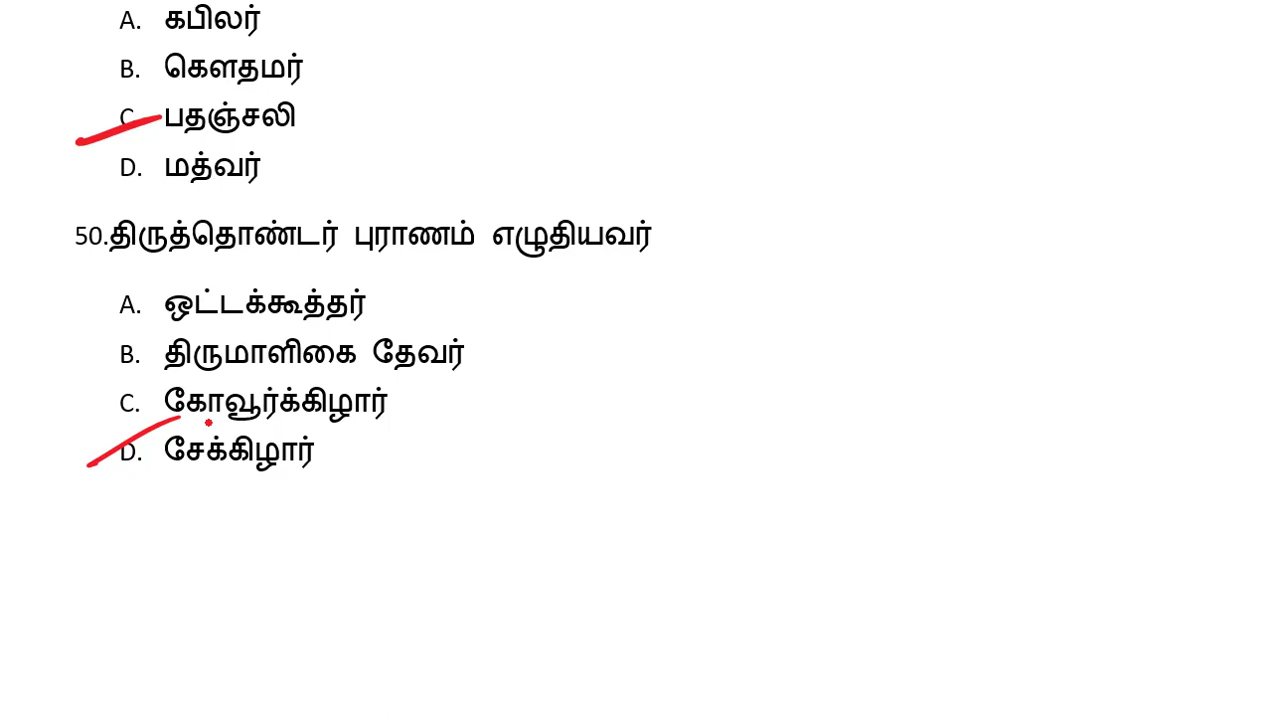 A. கபிலர்
B. கௌதமர்
C. பதஞ்சலி
D. மத்வர்
50.திருத்தொண்டர் புராணம் எழுதியவர்
A. ஒட்டக்கூத்தர்
B. திருமாளிகை தேவர்
C. கோவூர்க்கிழார்
D. சேக்கிழார்